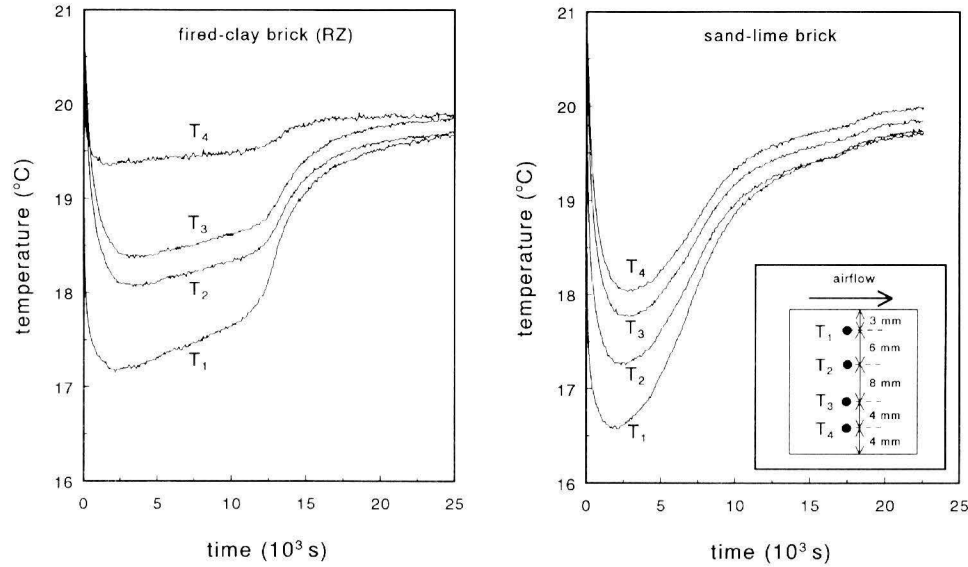 fired-clay brick (RZ)
temperature (°C)
21
20
19
18
17
16
T4
T3
T2
T1
0
5
10
15
20
25
time (10³ s)
sand-lime brick
temperature (°C)
21
20
19
18
17
16
T4
T3
T2
T1
0
5
10
15
20
25
time (10³ s)
airflow
3 mm
T1
6 mm
T2
8 mm
T3
4 mm
T4
4 mm